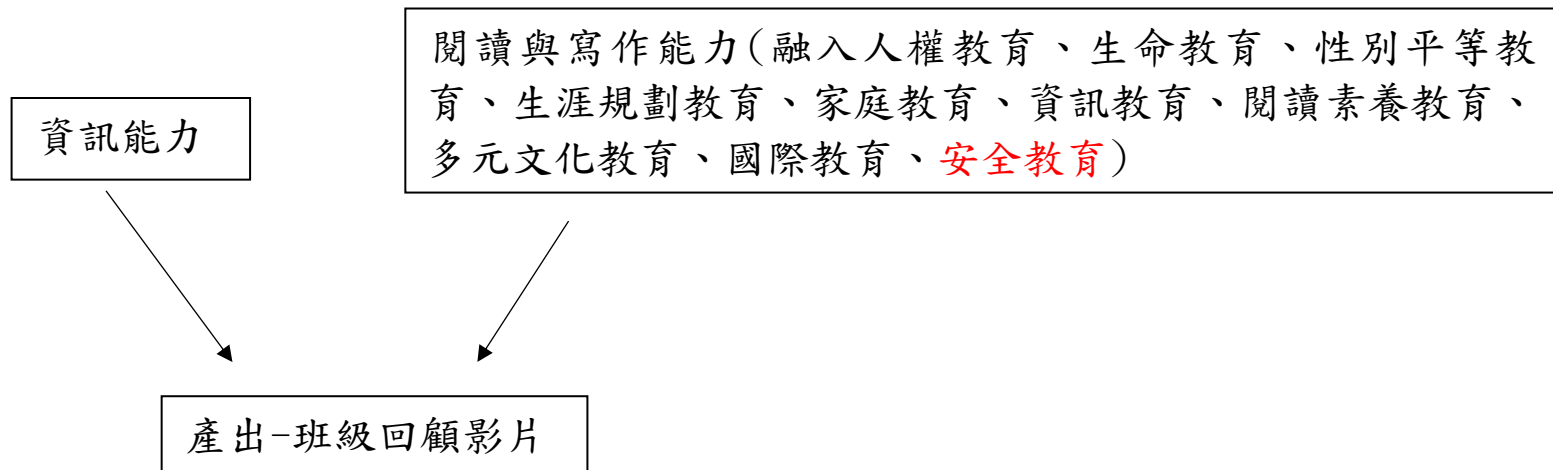 資訊能力
閱讀與寫作能力(融入人權教育、生命教育、性別平等教
育、生涯規劃教育、家庭教育、資訊教育、閱讀素養教育、
多元文化教育、國際教育、安全教育)
產出-班級回顧影片